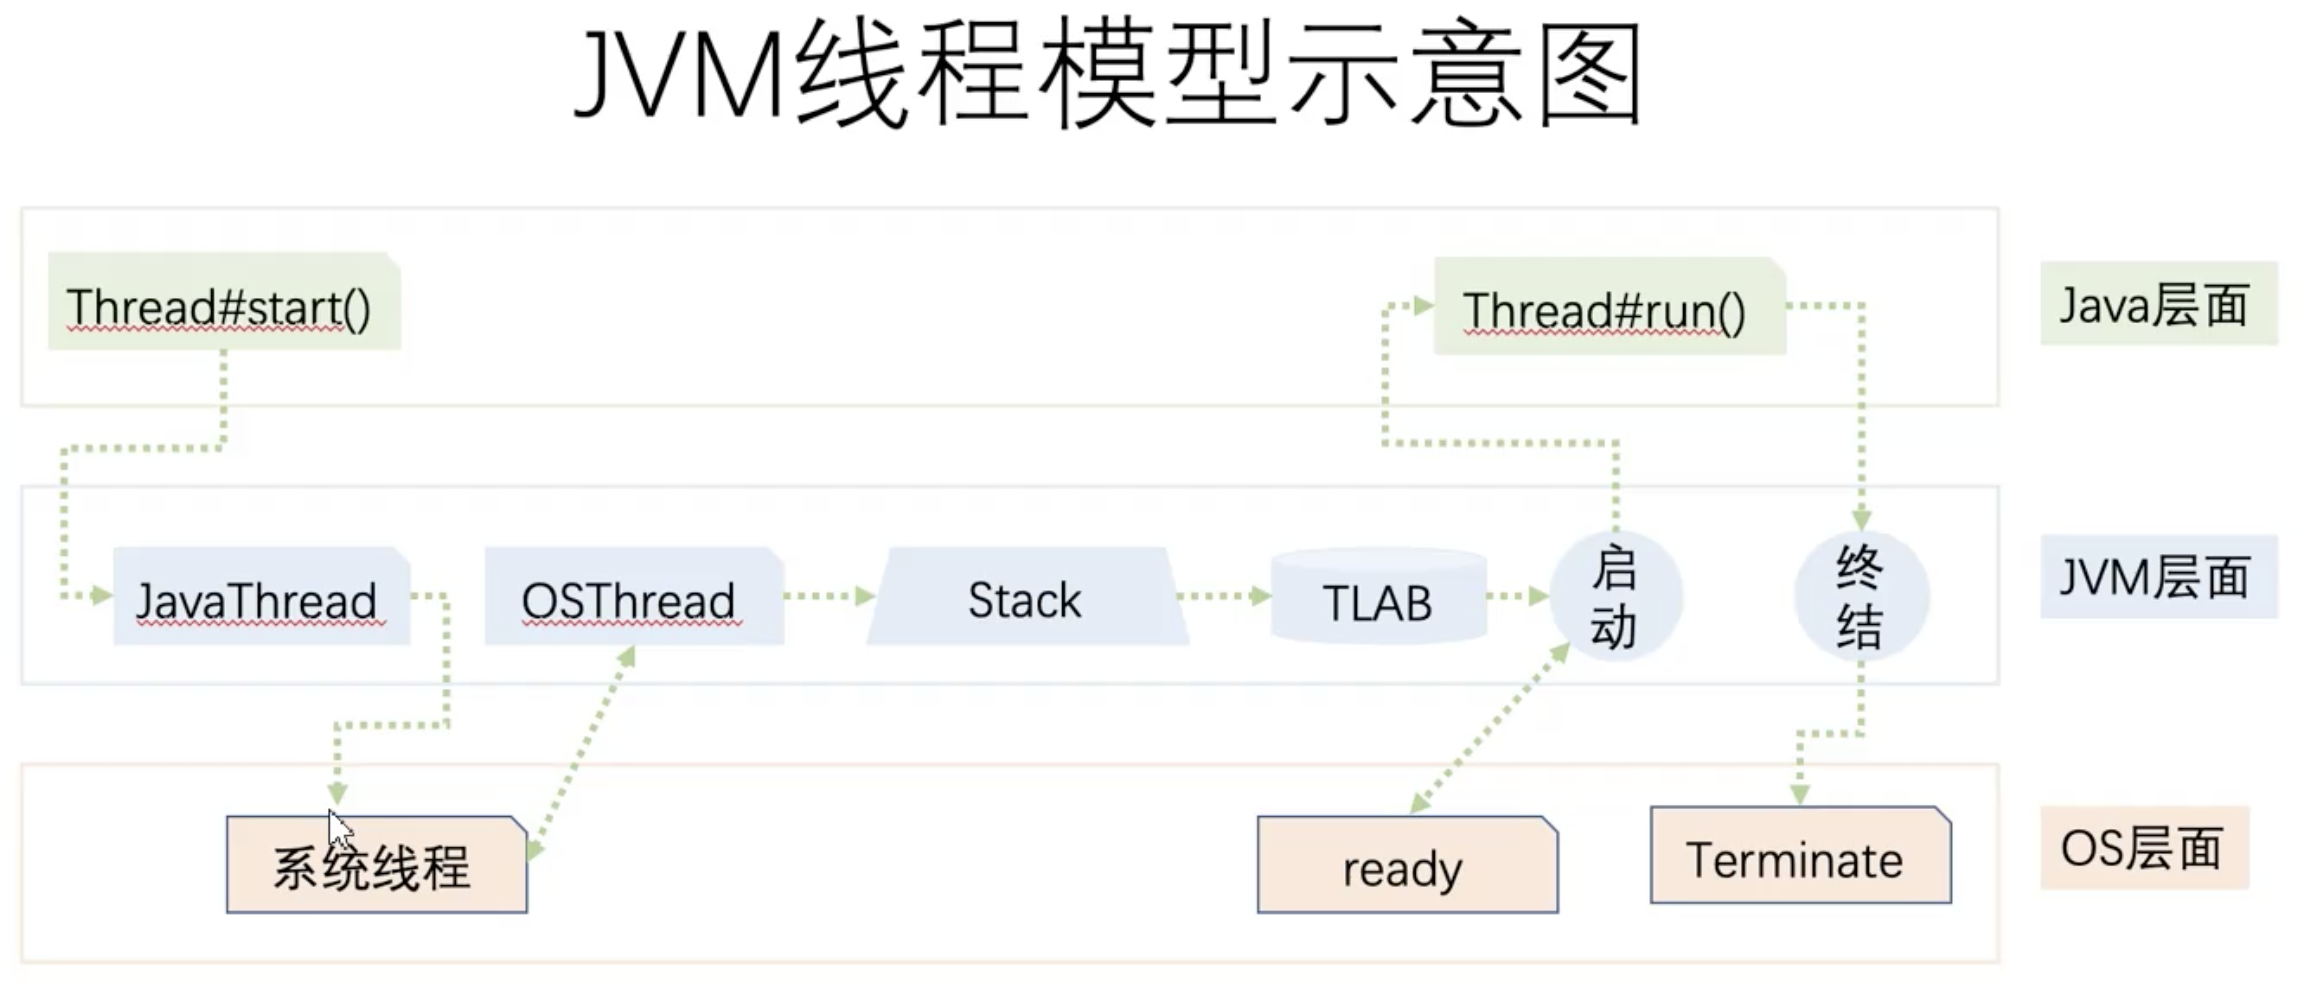 JVM线程模型示意图
Thread#start()
Thread#run()
Java层面
JavaThread
OSThread
Stack
TLAB
启
动
终
结
JVM层面
系统线程
ready
Terminate
OS层面